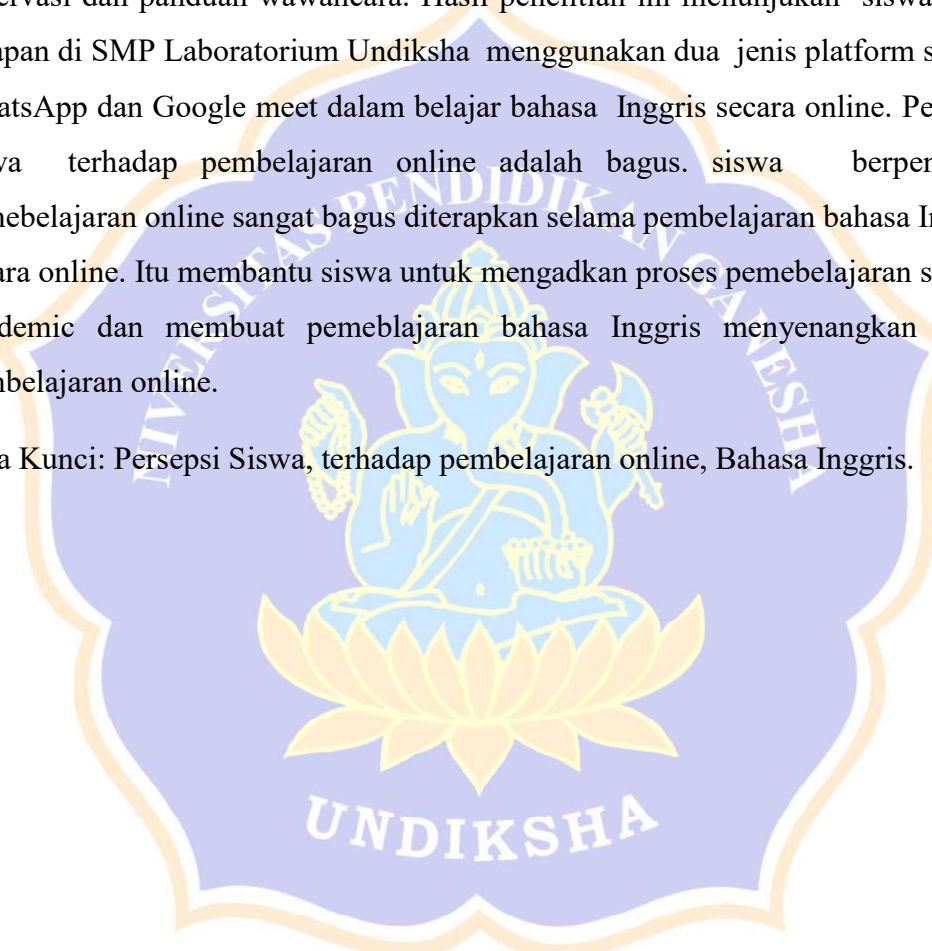 ervasi dan panduan wawancara. Hasil penelitian ini menunjukan siswa
apan di SMP Laboratorium Undiksha menggunakan dua jenis platform s
atsApp dan Google meet dalam belajar bahasa Inggris secara online. Pe
wa terhadap pembelajaran online adalah bagus. siswa berpen
nebelajaran online sangat bagus diterapkan selama pembelajaran bahasa In
ara online. Itu membantu siswa untuk mengadkan proses pemebelajaran s
demic dan membuat pemeblajaran bahasa Inggris menyenangkan
nbelajaran online.
a Kunci: Persepsi Siswa, terhadap pembelajaran online, Bahasa Inggris.
NIVERSITAS PENDIDIKAN GANESHA
UNDIKSHA